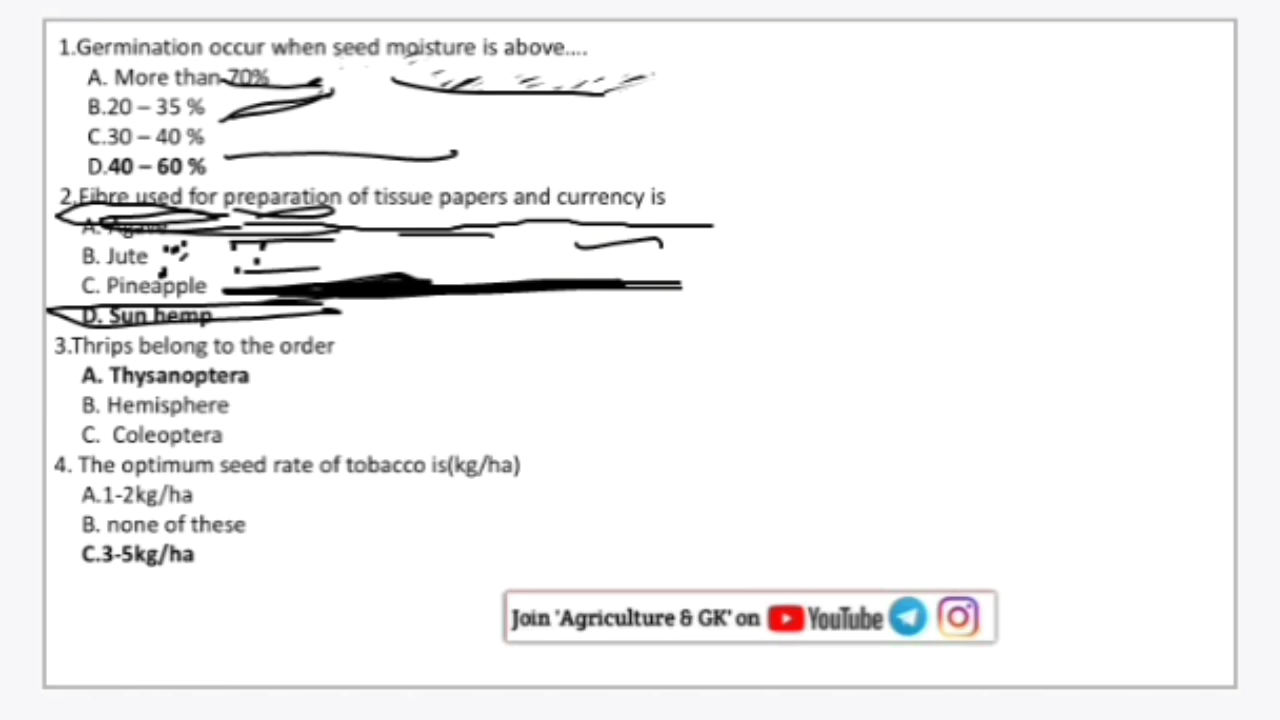 1.Germination occur when seed moisture is above....
A. More than 70%
B.20 – 35 %
C.30 – 40 %
D.40 – 60 %
2.Fibre used for preparation of tissue papers and currency is
A. Agave
B. Jute
C. Pineapple
D. Sun hemp
3.Thrips belong to the order
A. Thysanoptera
B. Hemisphere
C. Coleoptera
4. The optimum seed rate of tobacco is(kg/ha)
A.1-2kg/ha
B. none of these
C.3-5kg/ha
Join 'Agriculture & GK' on YouTube